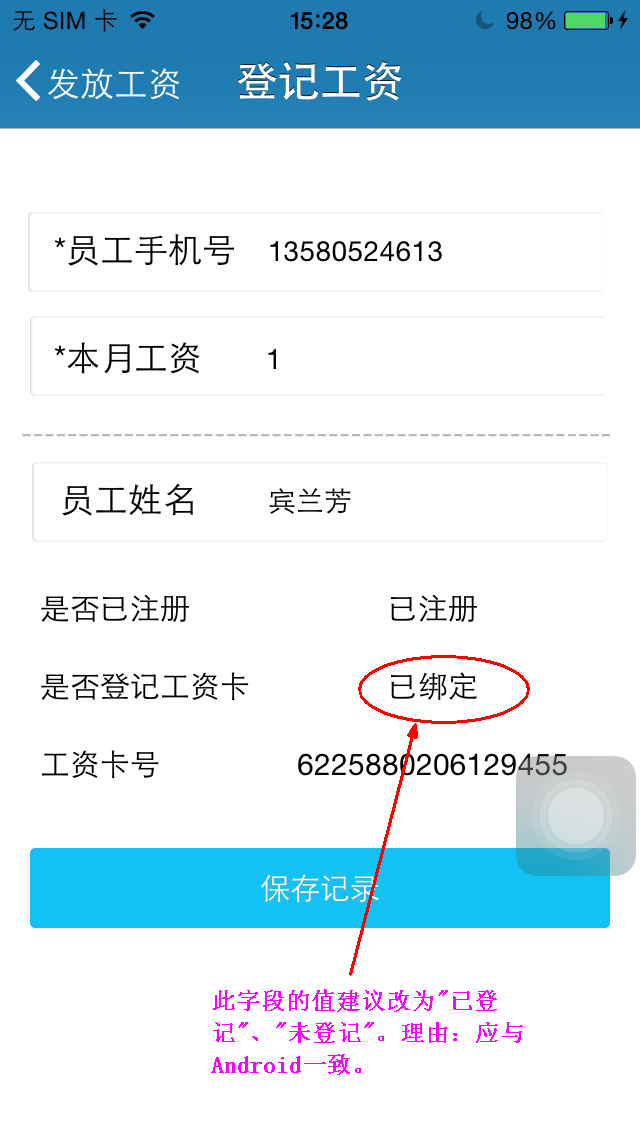 无 SIM 卡 15:28 98%
发放工资 登记工资
*员工手机号 13580524613
*本月工资 1
员工姓名 宾兰芳
是否已注册 已注册
是否登记工资卡 已绑定
工资卡号 6225880206129455
保存记录
此字段的值建议改为"已登
记"、"未登记"。理由：应与
Android一致。